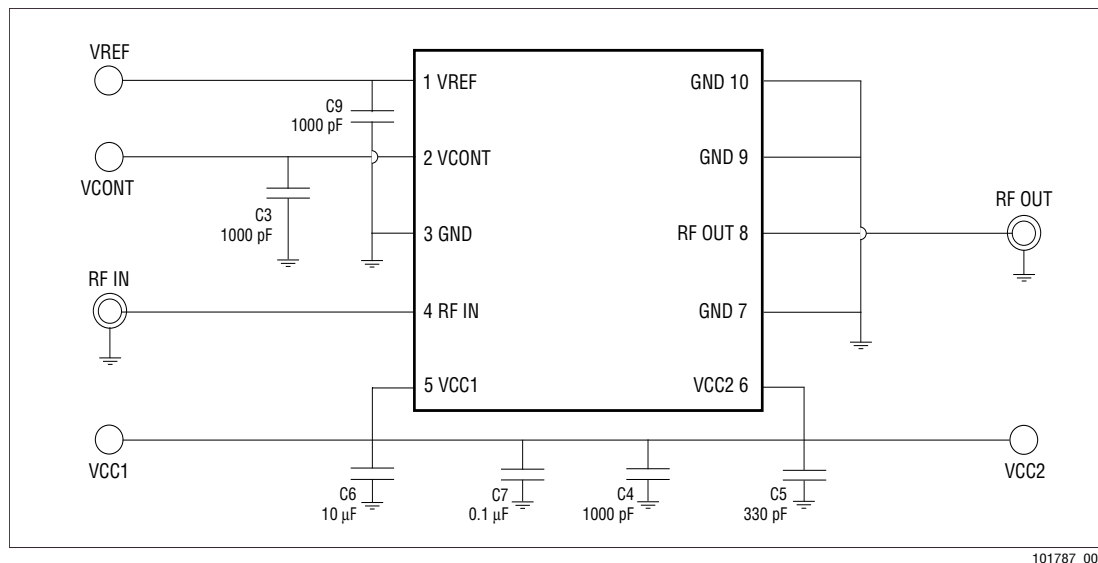 VREF
1 VREF
GND 10
C9
1000 pF
2 VCONT
GND 9
VCONT
C3
1000 pF
3 GND
RF OUT 8
RF OUT
RF IN
4 RF IN
GND 7
5 VCC1
VCC2 6
VCC1
VCC2
C6
10 μF
C7
0.1 μF
C4
1000 pF
C5
330 pF
101787_00